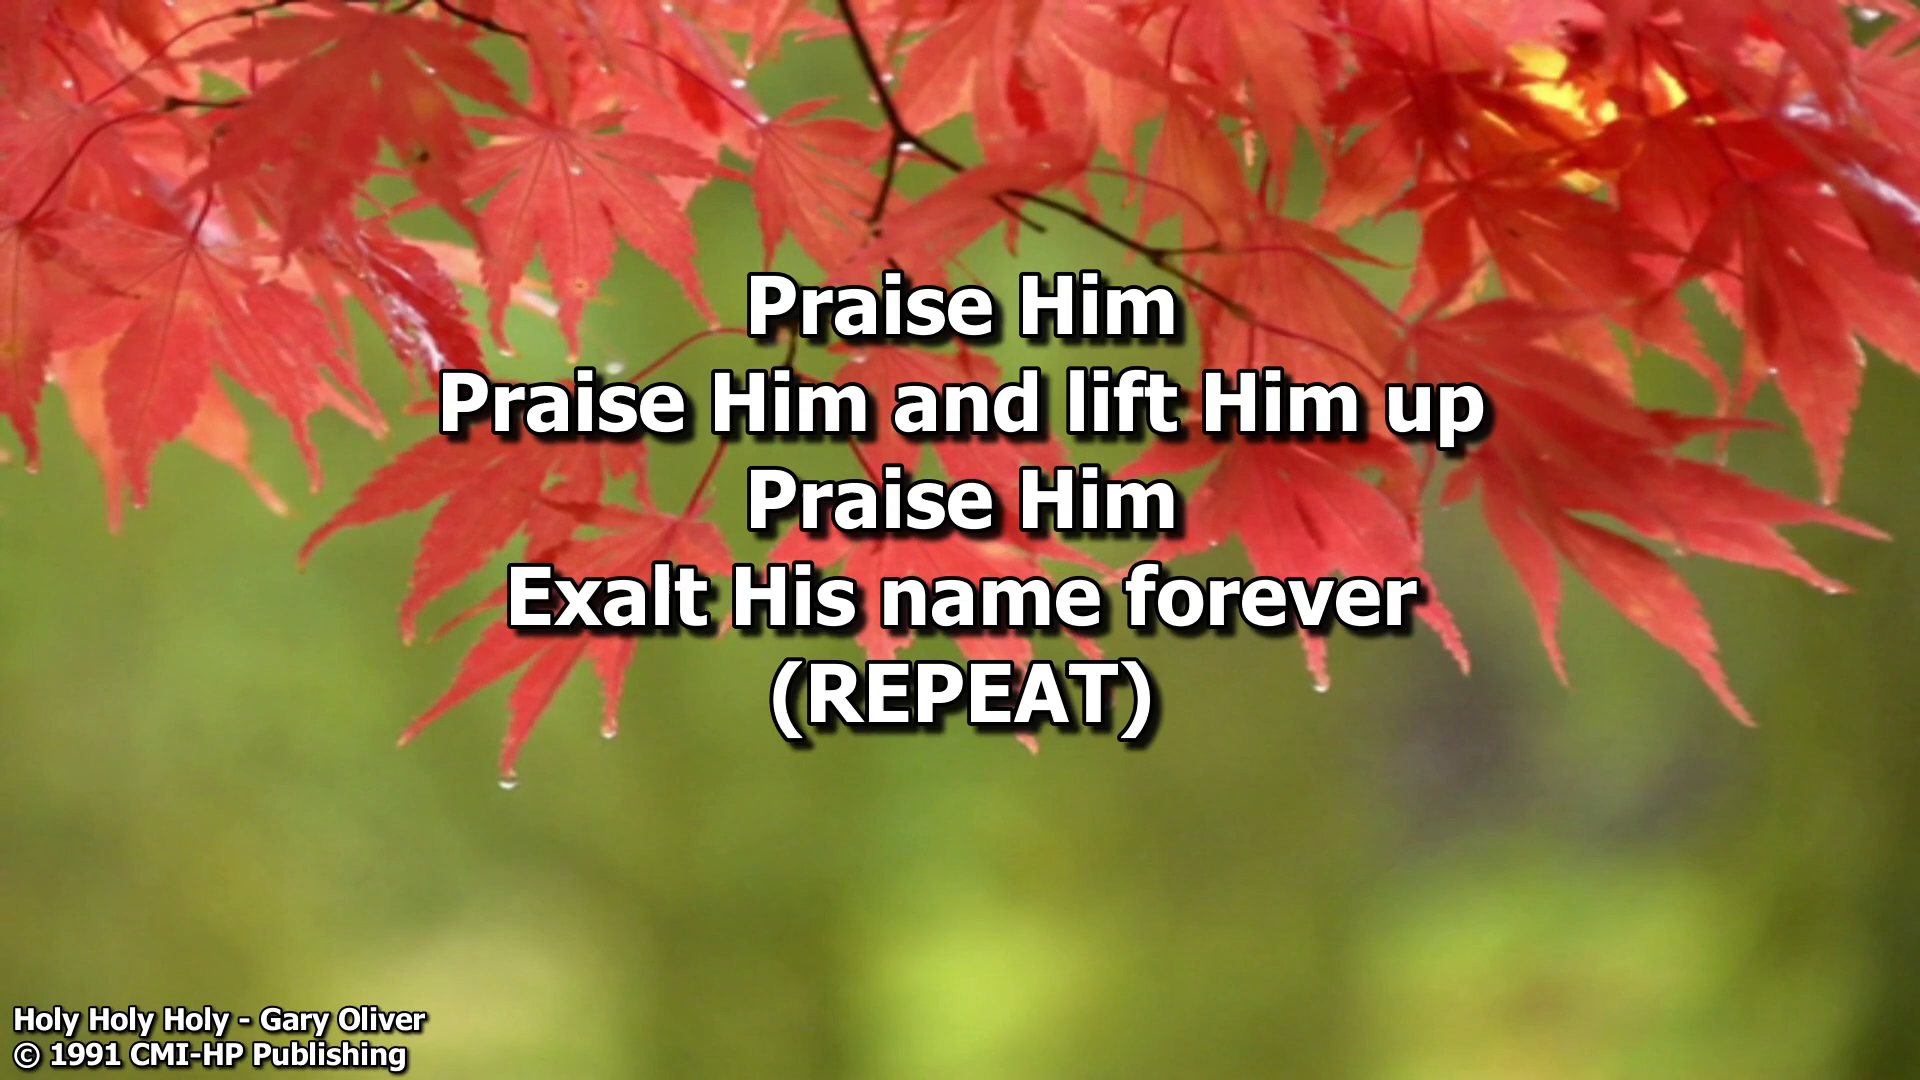 Praise Him
Praise Him and lift Him up
Praise Him
Exalt His name forever
(REPEAT)
Holy Holy Holy - Gary Oliver
© 1991 CMI-HP Publishing